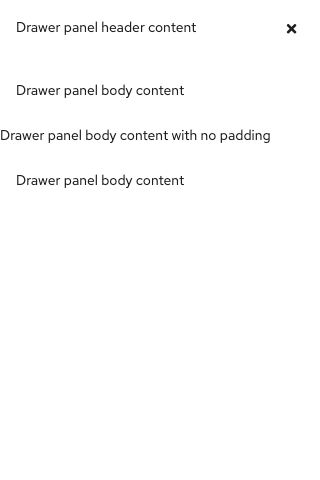 Drawer panel header content
Drawer panel body content
Drawer panel body content with no padding
Drawer panel body content